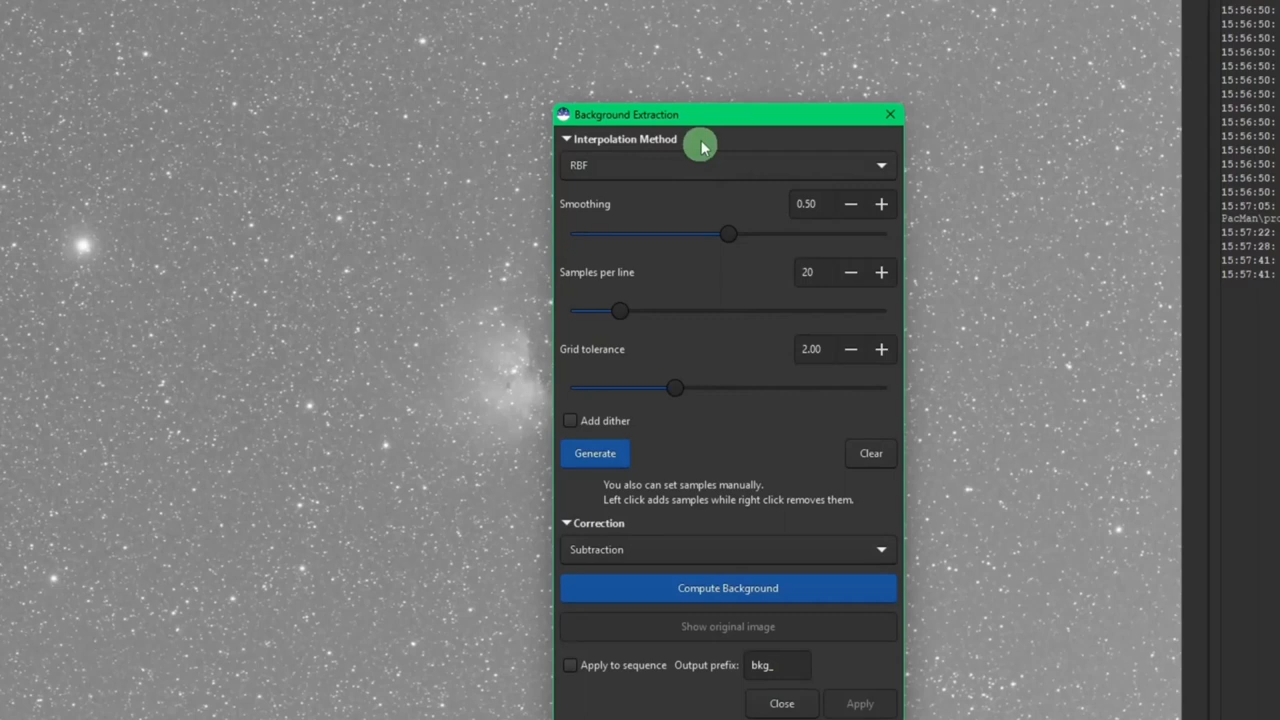 15:56:50:
15:56:50:
15:56:50:
15:56:50:
15:56:50:
15:56:50:
15:56:50:
15:56:50:
15:56:50:
15:56:50:
15:56:50:
15:56:50:
15:56:50:
15:56:50:
15:57:05:
PacMan\pro
15:57:22:
15:57:28:
15:57:41:
15:57:41:
Background Extraction
Interpolation Method
RBF
Smoothing 0.50
Samples per line 20
Grid tolerance 2.00
Add dither
Generate Clear
You also can set samples manually.
Left click adds samples while right click removes them.
Correction
Subtraction
Compute Background
Show original image
Apply to sequence Output prefix: bkg_
Close Apply